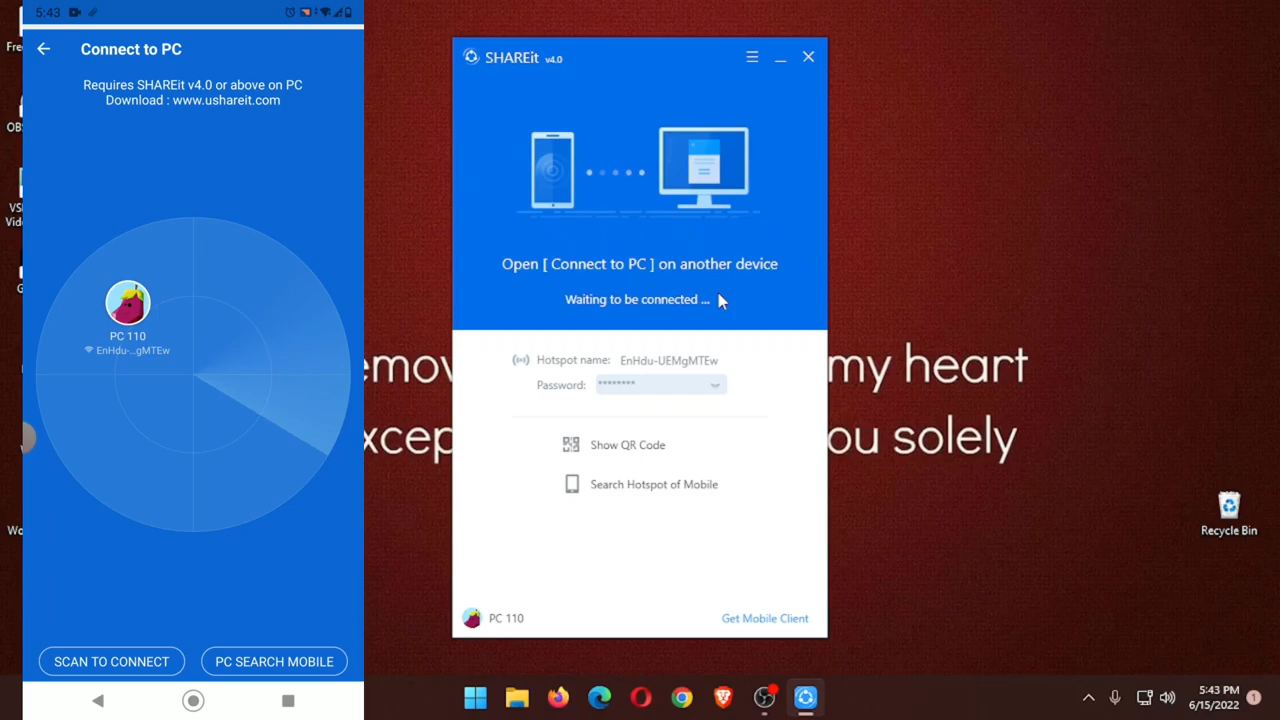 5:43
Connect to PC
Requires SHAREit v4.0 or above on PC
Download : www.ushareit.com
PC 110
EnHdu-...gMTEw
SCAN TO CONNECT
PC SEARCH MOBILE
SHAREit v4.0
Open [ Connect to PC ] on another device
Waiting to be connected ...
Hotspot name: EnHdu-UEMgMTEw
Password: ********
Show QR Code
Search Hotspot of Mobile
PC 110
Get Mobile Client
my heart
ou solely
Recycle Bin
5:43 PM
6/15/2022
1